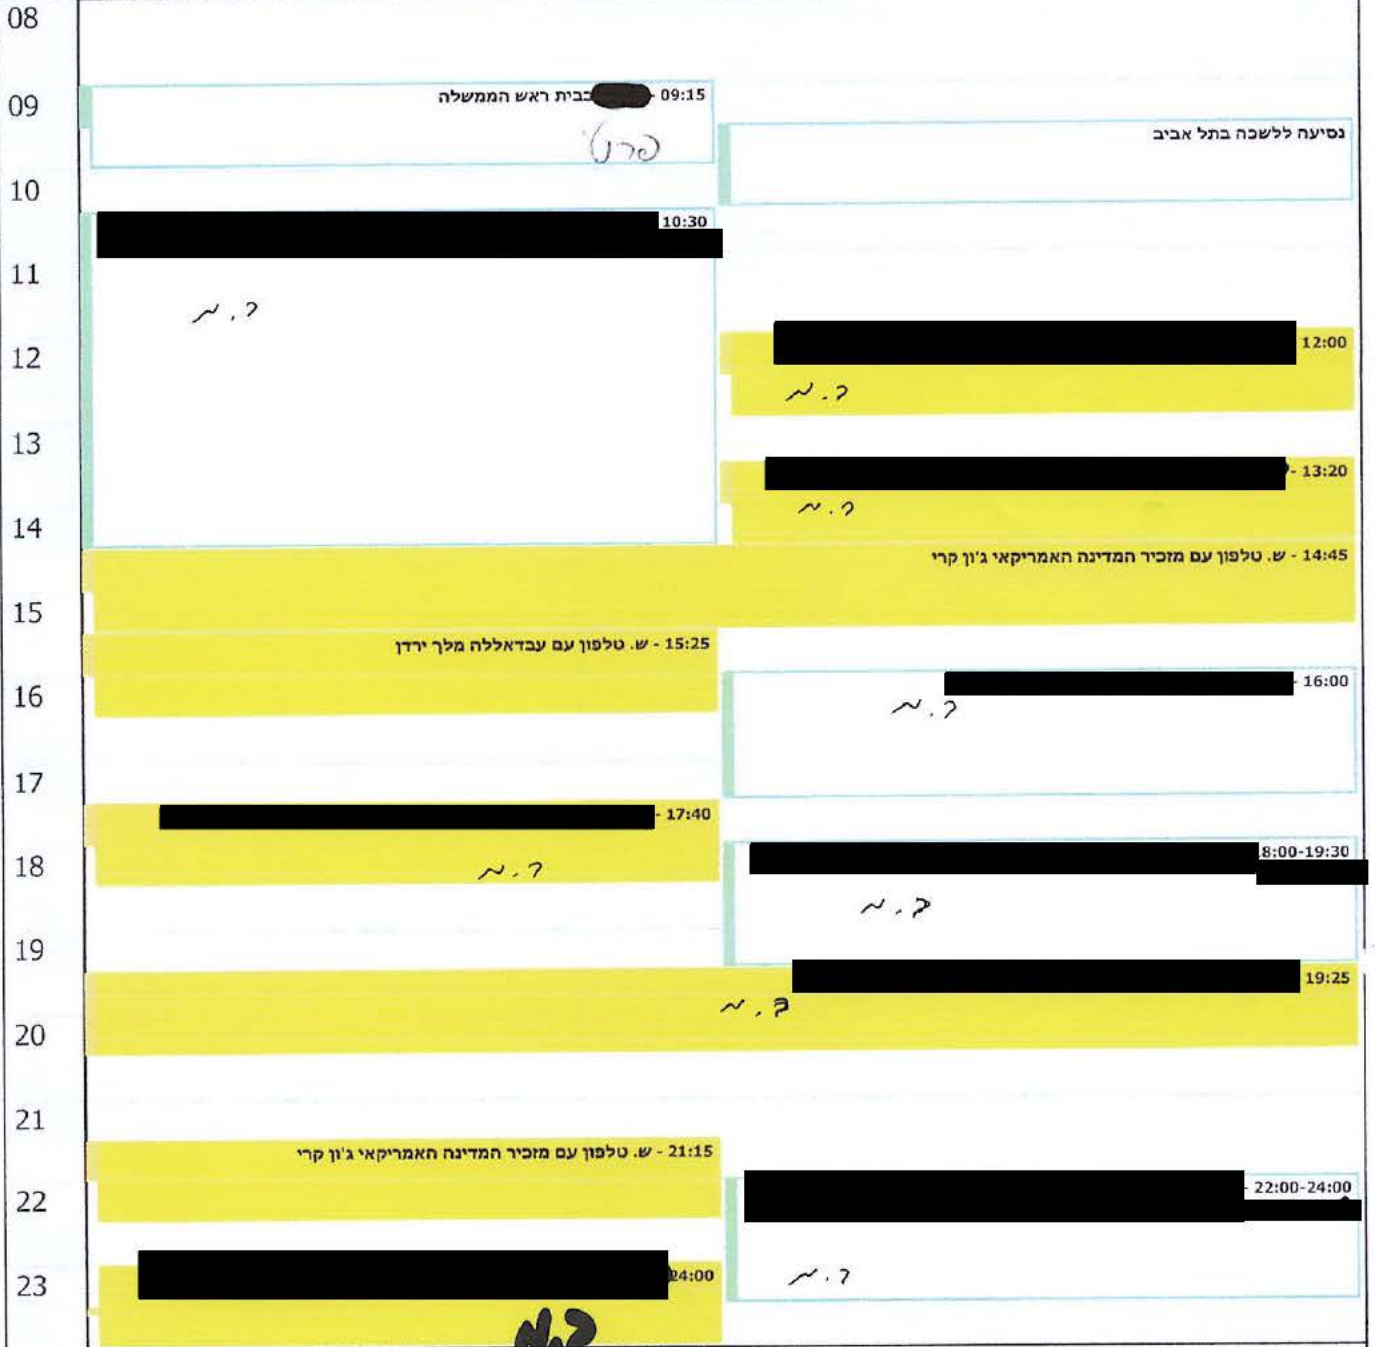 08
09
09:15 - בבית ראש הממשלה
פרטי
נסיעה ללשכה בתל אביב
10
10:30
11
ב.מ
12:00
12
ב.מ
13
13:20 -
ב.מ
14
14:45 - ש. טלפון עם מזכיר המדינה האמריקאי ג'ון קרי
15
15:25 - ש. טלפון עם עבדאללה מלך ירדן
16:00 -
16
ב.מ
17
17:40 -
18
8:00-19:30
ב.מ
ב.מ
19
19:25
ב.מ
20
21
21:15 - ש. טלפון עם מזכיר המדינה האמריקאי ג'ון קרי
22:00-24:00 -
22
24:00
23
ב.מ
ב.מ